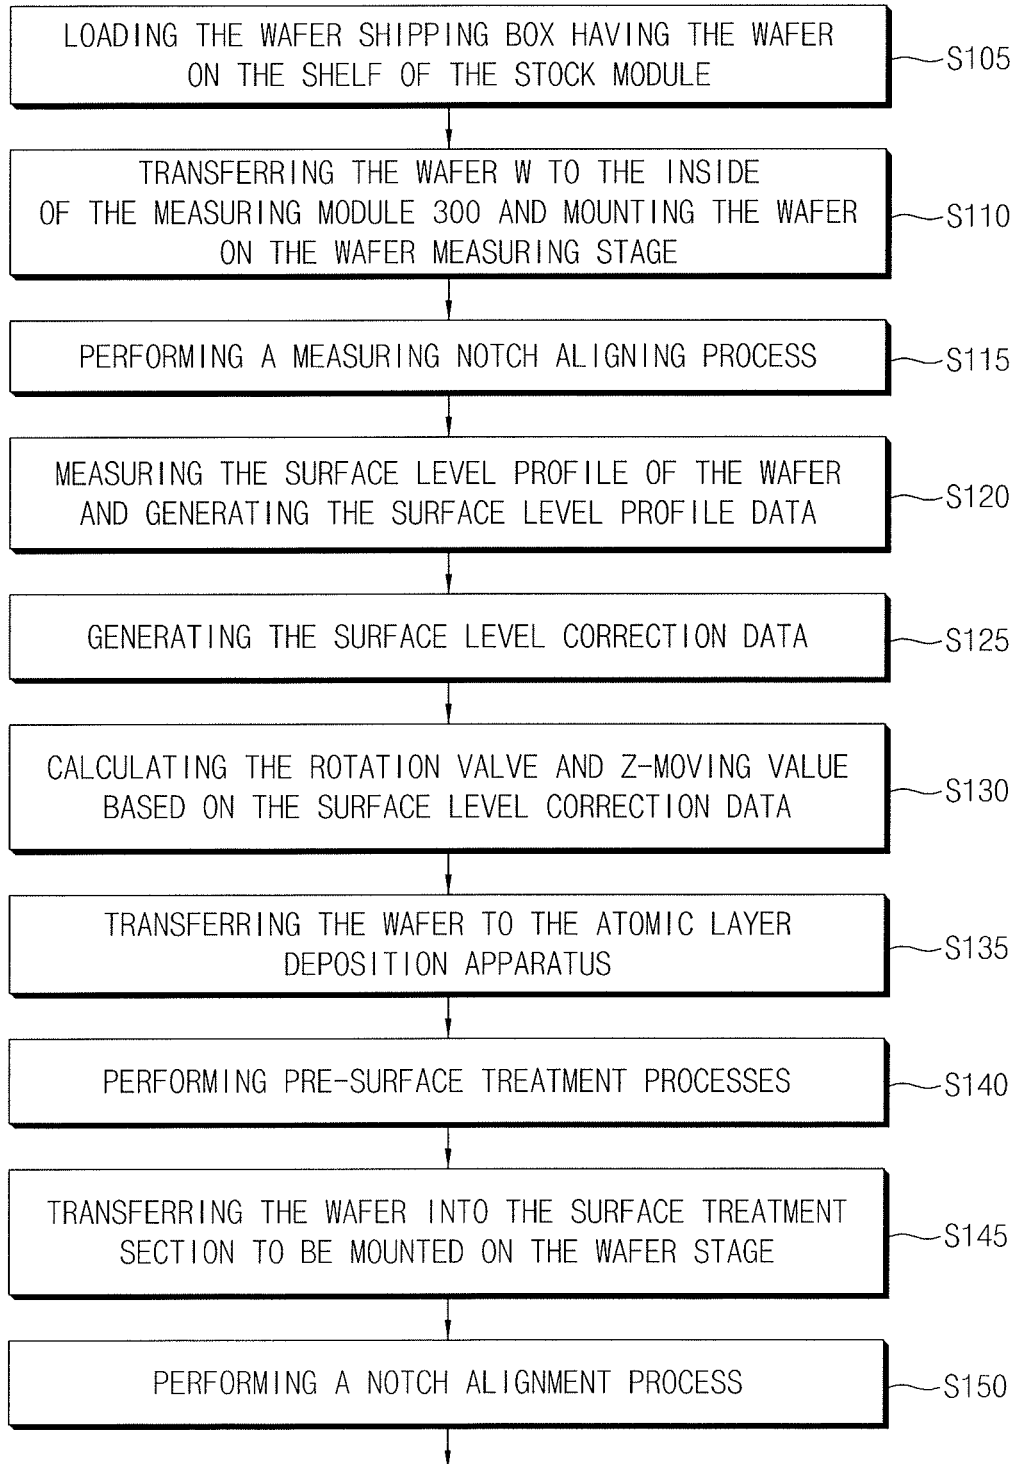 LOADING THE WAFER SHIPPING BOX HAVING THE WAFER
ON THE SHELF OF THE STOCK MODULE
S105
TRANSFERRING THE WAFER W TO THE INSIDE
OF THE MEASURING MODULE 300 AND MOUNTING THE WAFER
ON THE WAFER MEASURING STAGE
S110
PERFORMING A MEASURING NOTCH ALIGNING PROCESS
S115
MEASURING THE SURFACE LEVEL PROFILE OF THE WAFER
AND GENERATING THE SURFACE LEVEL PROFILE DATA
S120
GENERATING THE SURFACE LEVEL CORRECTION DATA
S125
CALCULATING THE ROTATION VALVE AND Z-MOVING VALUE
BASED ON THE SURFACE LEVEL CORRECTION DATA
S130
TRANSFERRING THE WAFER TO THE ATOMIC LAYER
DEPOSITION APPARATUS
S135
PERFORMING PRE-SURFACE TREATMENT PROCESSES
S140
TRANSFERRING THE WAFER INTO THE SURFACE TREATMENT
SECTION TO BE MOUNTED ON THE WAFER STAGE
S145
PERFORMING A NOTCH ALIGNMENT PROCESS
S150